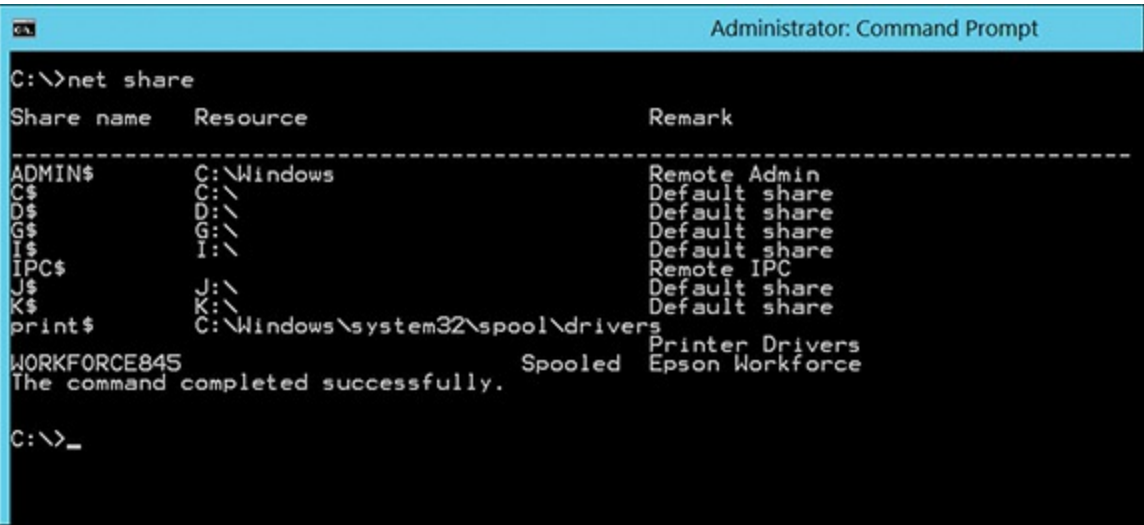 Administrator: Command Prompt
C:\>net share
Share name   Resource                        Remark
-------------------------------------------------------------------------------
ADMIN$       C:\Windows                      Remote Admin
C$           C:\                             Default share
D$           D:\                             Default share
G$           G:\                             Default share
I$           I:\                             Default share
IPC$                                         Remote IPC
J$           J:\                             Default share
K$           K:\                             Default share
print$       C:\Windows\system32\spool\drivers
                                             Printer Drivers
WORKFORCE845                        Spooled  Epson Workforce
The command completed successfully.
C:\>_